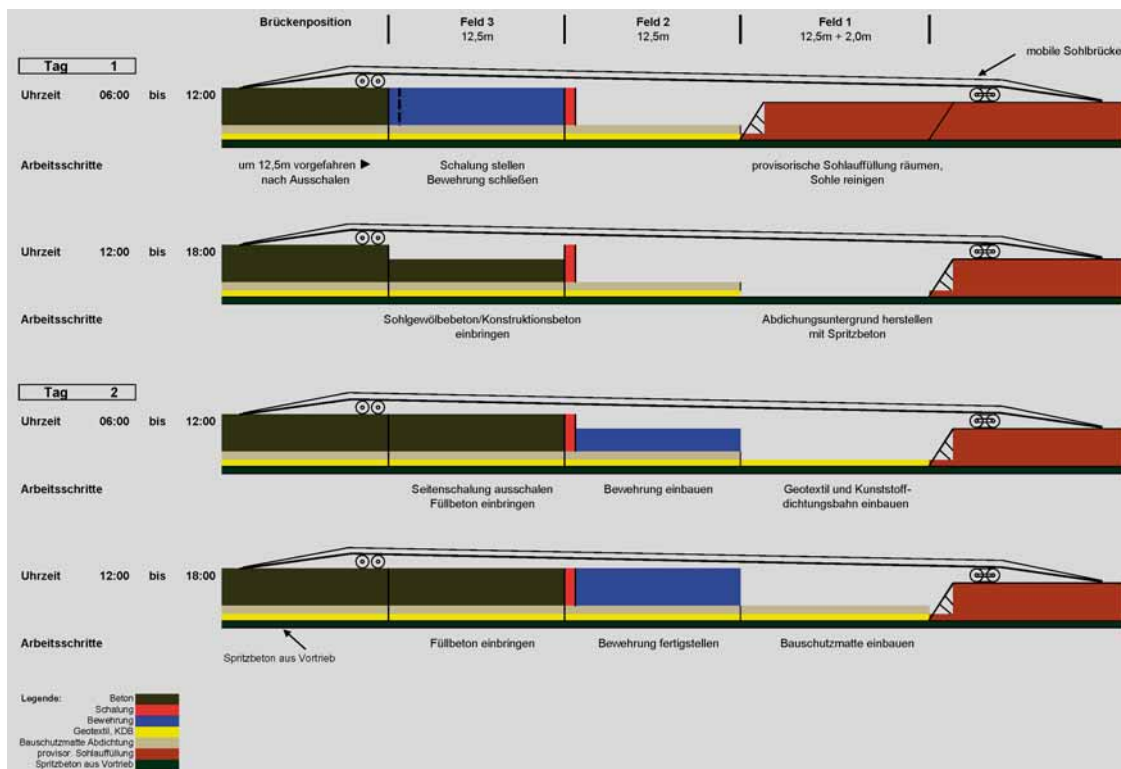 Brückenposition Feld 3 Feld 2 Feld 1
12,5m 12,5m 12,5m + 2,0m
mobile Sohlbrücke
Tag 1
Uhrzeit 06:00 bis 12:00
Arbeitsschritte um 12,5m vorgefahren Schalung stellen provisorische Sohlauffüllung räumen,
nach Ausschalen Bewehrung schließen Sohle reinigen
Uhrzeit 12:00 bis 18:00
Arbeitsschritte Sohlgewölbebeton/Konstruktionsbeton Abdichungsuntergrund herstellen
einbringen mit Spritzbeton
Tag 2
Uhrzeit 06:00 bis 12:00
Arbeitsschritte Seitenschalung ausschalen Bewehrung einbauen Geotextil und Kunststoff-
Füllbeton einbringen dichtungsbahn einbauen
Uhrzeit 12:00 bis 18:00
Arbeitsschritte Füllbeton einbringen Bewehrung fertigstellen Bauschutzmatte einbauen
Spritzbeton aus Vortrieb
Legende: Beton
Schalung
Bewehrung
Geotextil, KDB
Bauschutzmatte Abdichtung
provisor. Sohlauffüllung
Spritzbeton aus Vortrieb